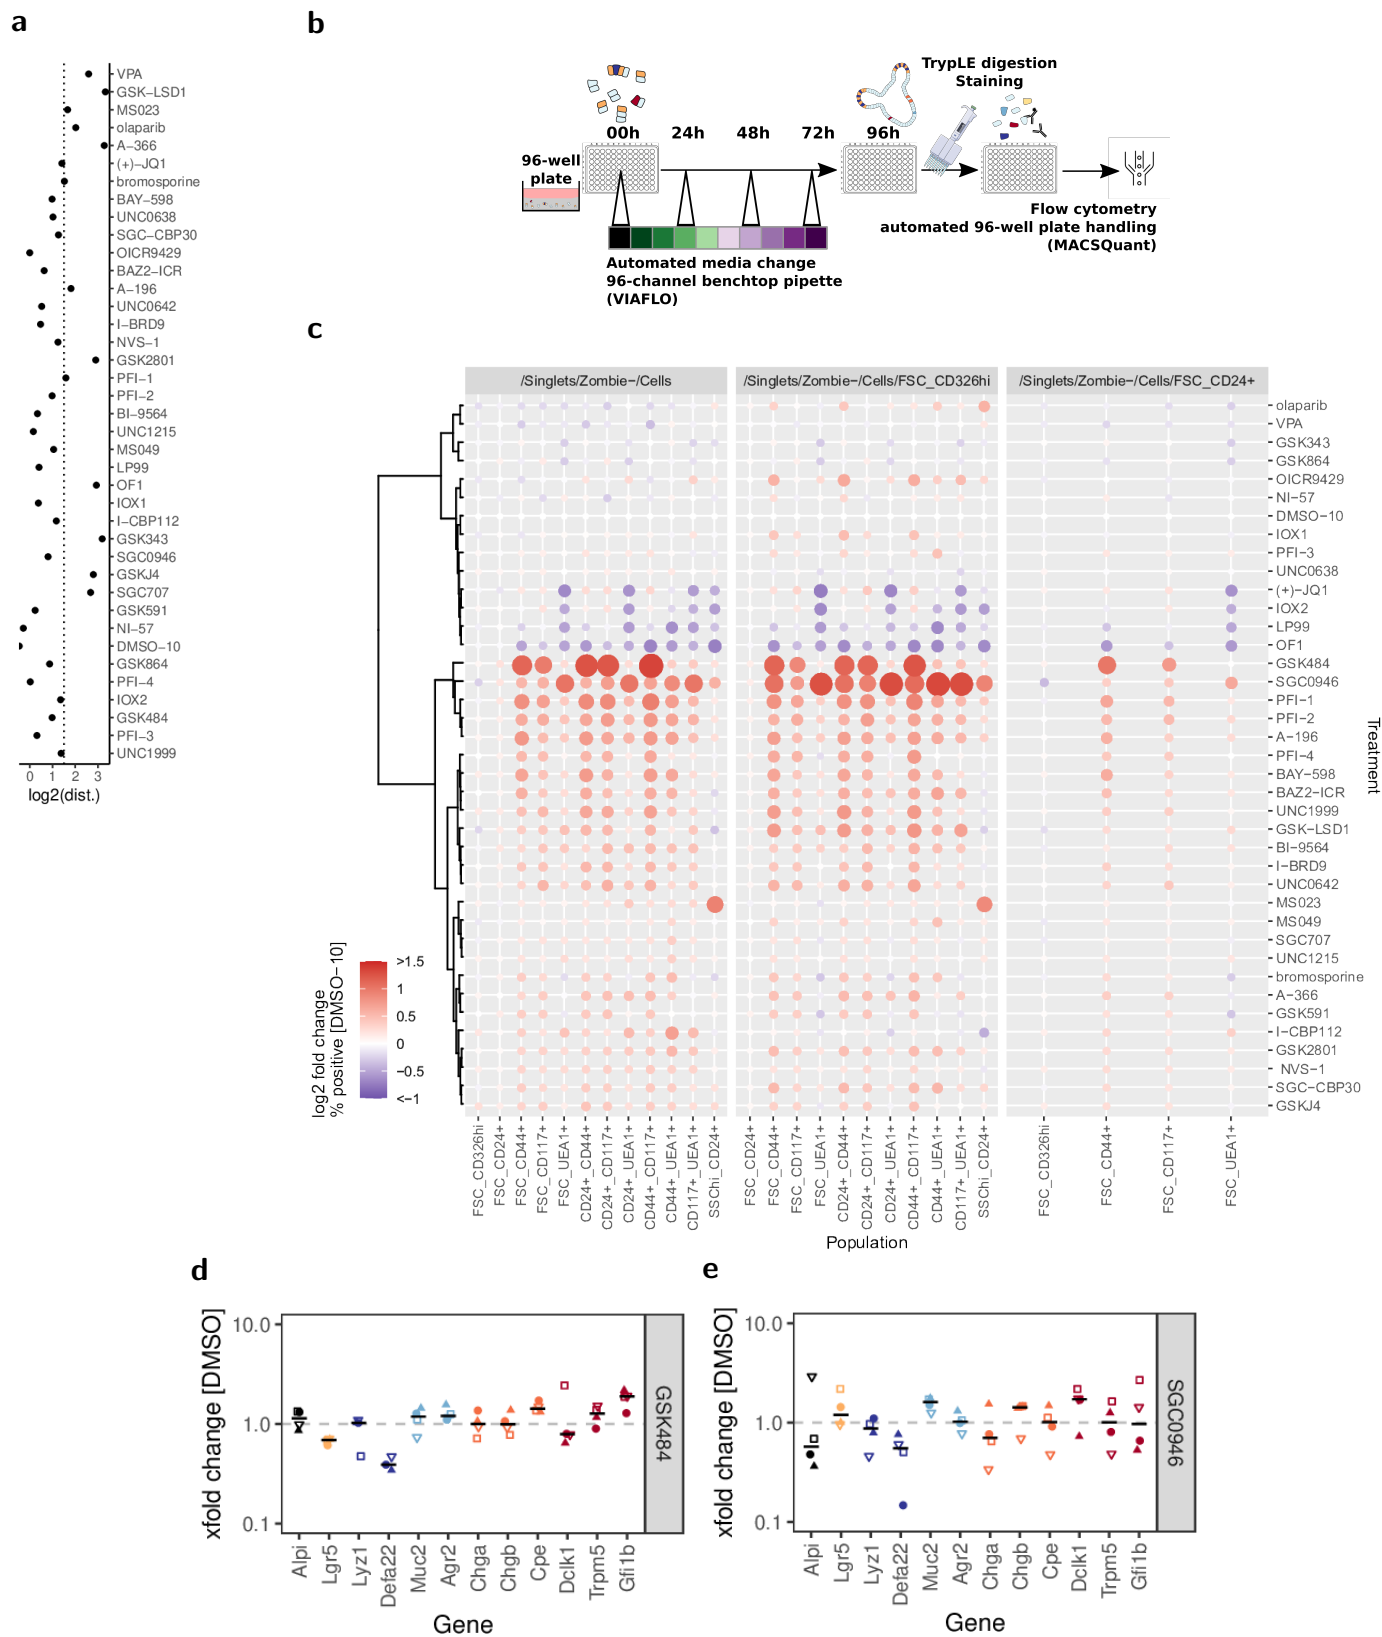 a
VPA
GSK-LSD1
MS023
olaparib
A-366
(+)-JQ1
bromosporine
BAY-598
UNC0638
SGC-CBP30
OICR9429
BAZ2-ICR
A-196
UNC0642
I-BRD9
NVS-1
GSK2801
PFI-1
PFI-2
BI-9564
UNC1215
MS049
LP99
OF1
IOX1
I-CBP112
GSK343
SGC0946
GSKJ4
SGC707
GSK591
NI-57
DMSO-10
GSK864
PFI-4
IOX2
GSK484
PFI-3
UNC1999
0 1 2 3
log2(dist.)
b
TrypLE digestion
Staining
00h 24h 48h 72h 96h
96-well
plate
Flow cytometry
automated 96-well plate handling
(MACSQuant)
Automated media change
96-channel benchtop pipette
(VIAFLO)
c
/Singlets/Zombie-/Cells
/Singlets/Zombie-/Cells/FSC_CD326hi
/Singlets/Zombie-/Cells/FSC_CD24+
olaparib
VPA
GSK343
GSK864
OICR9429
NI-57
DMSO-10
IOX1
PFI-3
UNC0638
(+)-JQ1
IOX2
LP99
OF1
GSK484
SGC0946
PFI-1
PFI-2
A-196
PFI-4
BAY-598
BAZ2-ICR
UNC1999
GSK-LSD1
BI-9564
I-BRD9
UNC0642
MS023
MS049
SGC707
UNC1215
bromosporine
A-366
GSK591
I-CBP112
GSK2801
NVS-1
SGC-CBP30
GSKJ4
Treatment
log2 fold change
% positive [DMSO-10]
>1.5
1
0.5
0
-0.5
<-1
FSC_CD326hi
FSC_CD24+
FSC_CD44+
FSC_CD117+
FSC_UEA1+
CD24+_CD44+
CD24+_CD117+
CD24+_UEA1+
CD44+_CD117+
CD44+_UEA1+
CD117+_UEA1+
SSChi_CD24+
FSC_CD24+
FSC_CD44+
FSC_CD117+
FSC_UEA1+
CD24+_CD44+
CD24+_CD117+
CD24+_UEA1+
CD44+_CD117+
CD44+_UEA1+
CD117+_UEA1+
SSChi_CD24+
FSC_CD326hi
FSC_CD44+
FSC_CD117+
FSC_UEA1+
Population
d
xfold change [DMSO]
10.0
1.0
0.1
GSK484
Alpi
Lgr5
Lyz1
Defa22
Muc2
Agr2
Chga
Chgb
Cpe
Dclk1
Trpm5
Gfi1b
Gene
e
xfold change [DMSO]
10.0
1.0
0.1
SGC0946
Alpi
Lgr5
Lyz1
Defa22
Muc2
Agr2
Chga
Chgb
Cpe
Dclk1
Trpm5
Gfi1b
Gene